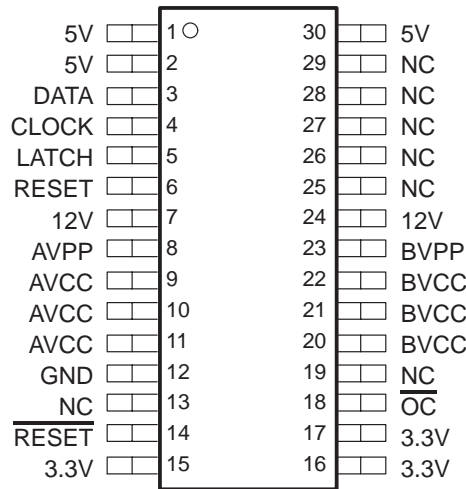 5V 1 30 5V
5V 2 29 NC
DATA 3 28 NC
CLOCK 4 27 NC
LATCH 5 26 NC
RESET 6 25 NC
12V 7 24 12V
AVPP 8 23 BVPP
AVCC 9 22 BVCC
AVCC 10 21 BVCC
AVCC 11 20 BVCC
GND 12 19 NC
NC 13 18 O̅C̅
R̅E̅S̅E̅T̅ 14 17 3.3V
3.3V 15 16 3.3V